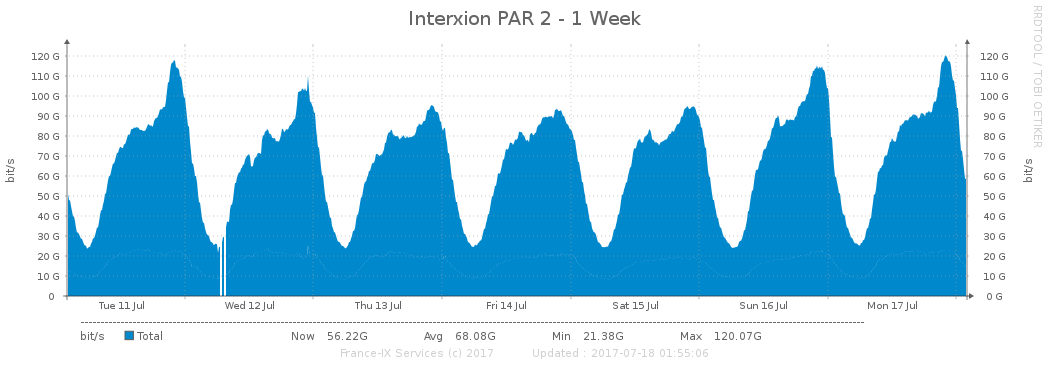 Interxion PAR 2 - 1 Week
RRDTOOL / TOBI OETIKER
bit/s
bit/s
120 G 120 G
110 G 110 G
100 G 100 G
90 G 90 G
80 G 80 G
70 G 70 G
60 G 60 G
50 G 50 G
40 G 40 G
30 G 30 G
20 G 20 G
10 G 10 G
0 0 G
Tue 11 Jul Wed 12 Jul Thu 13 Jul Fri 14 Jul Sat 15 Jul Sun 16 Jul Mon 17 Jul
bit/s Total Now 56.22G Avg 68.08G Min 21.38G Max 120.07G
France-IX Services (c) 2017 Updated : 2017-07-18 01:55:06